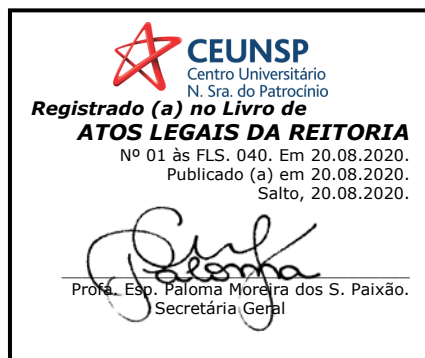 CEUNSP
Centro Universitário
N. Sra. do Patrocínio
Registrado (a) no Livro de
ATOS LEGAIS DA REITORIA
Nº 01 às FLS. 040. Em 20.08.2020.
Publicado (a) em 20.08.2020.
Salto, 20.08.2020.
Paloma
Profa. Esp. Paloma Moreira dos S. Paixão.
Secretária Geral